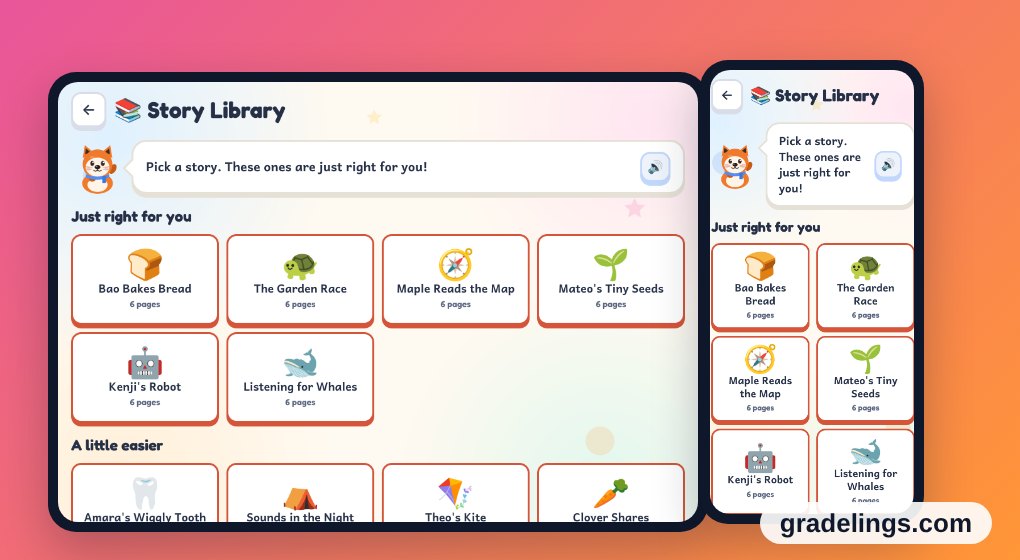 Story Library
Pick a story. These ones are just right for you!
Just right for you
Bao Bakes Bread
6 pages
The Garden Race
6 pages
Maple Reads the Map
6 pages
Mateo's Tiny Seeds
6 pages
Kenji's Robot
6 pages
Listening for Whales
6 pages
A little easier
Amara's Wiggly Tooth
Sounds in the Night
Theo's Kite
Clover Shares
Story Library
Pick a story.
These ones are
just right for
you!
Just right for you
Bao Bakes
Bread
6 pages
The Garden
Race
6 pages
Maple Reads
the Map
6 pages
Mateo's Tiny
Seeds
6 pages
Kenji's Robot
6 pages
Listening for
Whales
6 pages
gradelings.com